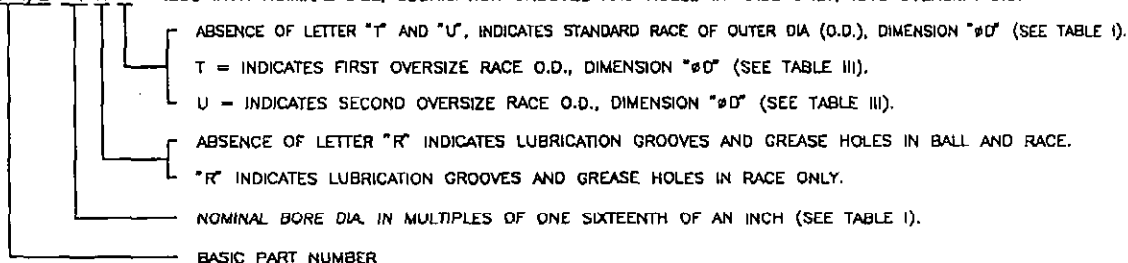 ABSENCE OF LETTER "T" AND "U", INDICATES STANDARD RACE OF OUTER DIA (O.D.), DIMENSION "øD" (SEE TABLE I).
T = INDICATES FIRST OVERSIZE RACE O.D., DIMENSION "øD" (SEE TABLE III).
U = INDICATES SECOND OVERSIZE RACE O.D., DIMENSION "øD" (SEE TABLE III).
ABSENCE OF LETTER "R" INDICATES LUBRICATION GROOVES AND GREASE HOLES IN BALL AND RACE.
"R" INDICATES LUBRICATION GROOVES AND GREASE HOLES IN RACE ONLY.
NOMINAL BORE DIA. IN MULTIPLES OF ONE SIXTEENTH OF AN INCH (SEE TABLE I).
BASIC PART NUMBER